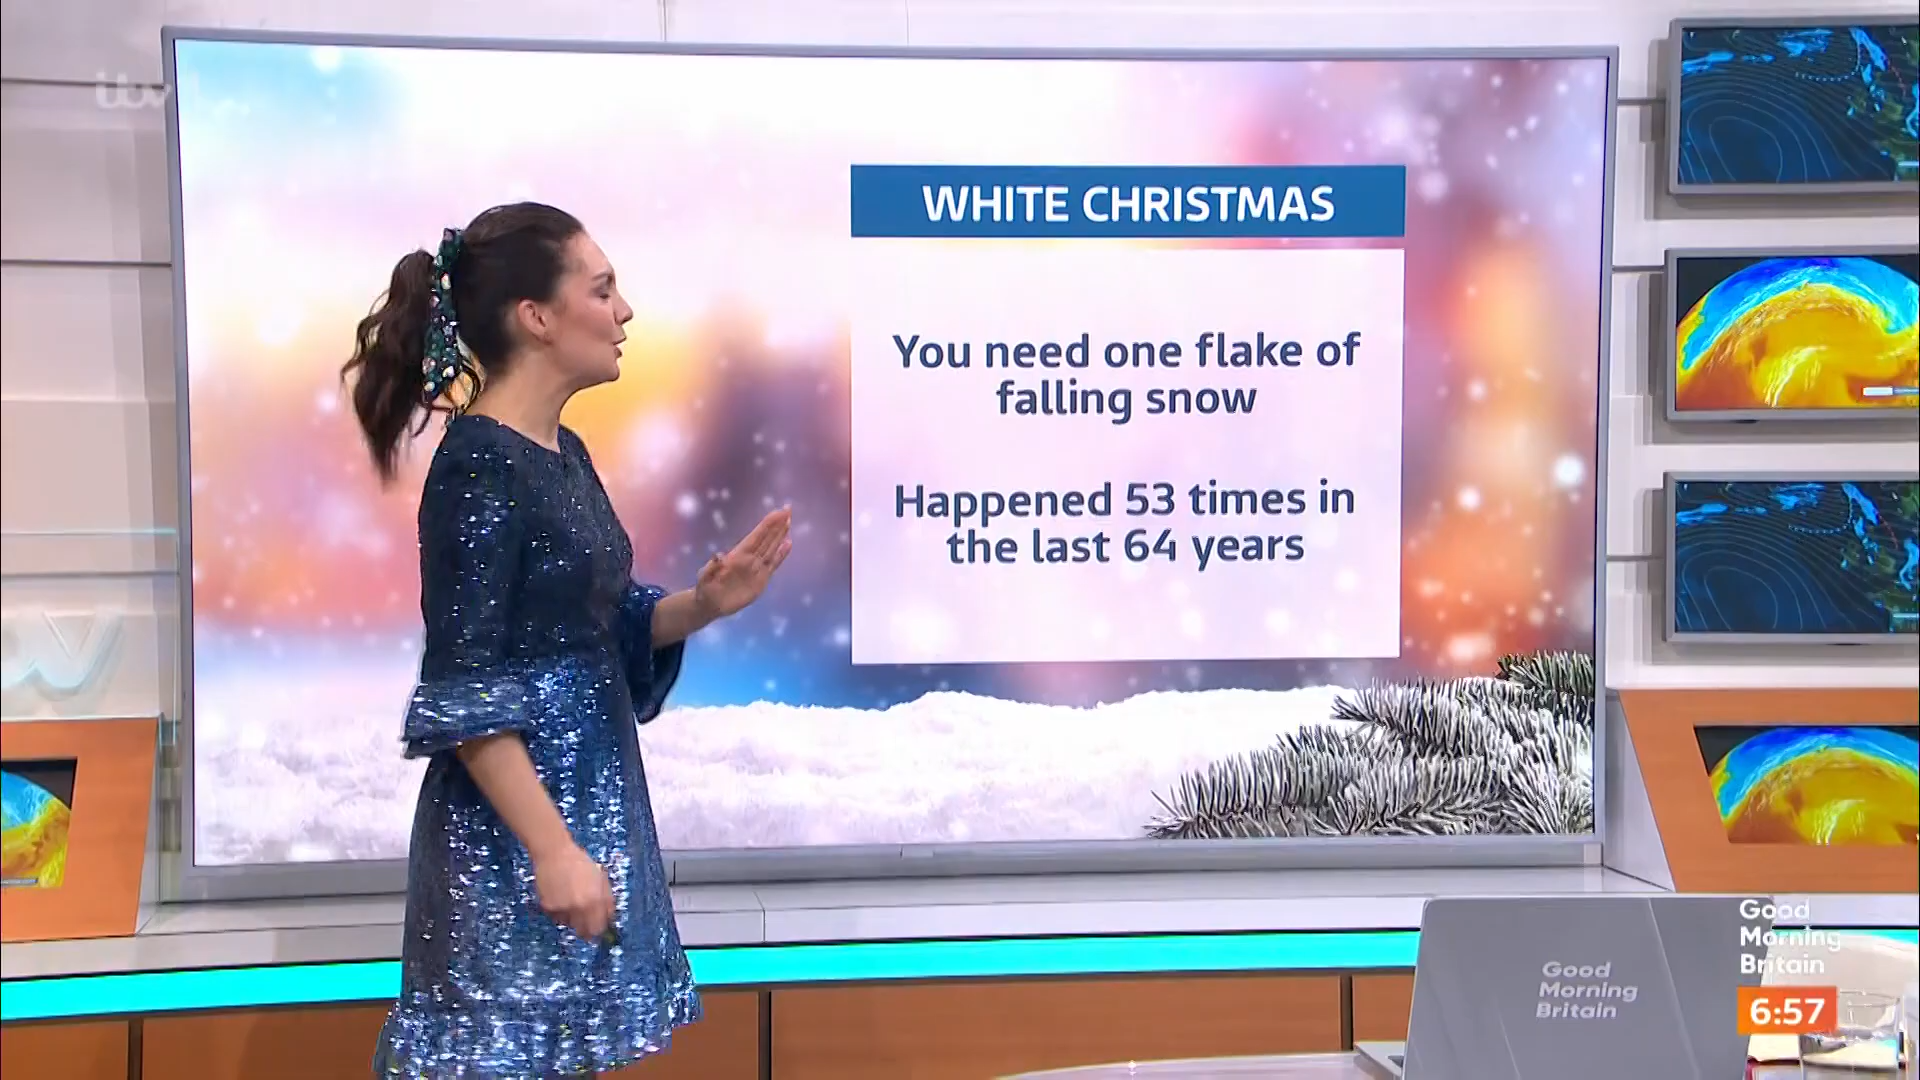 itv
WHITE CHRISTMAS
You need one flake of
falling snow
Happened 53 times in
the last 64 years
Good
Morning
Britain
6:57
Good
Morning
Britain